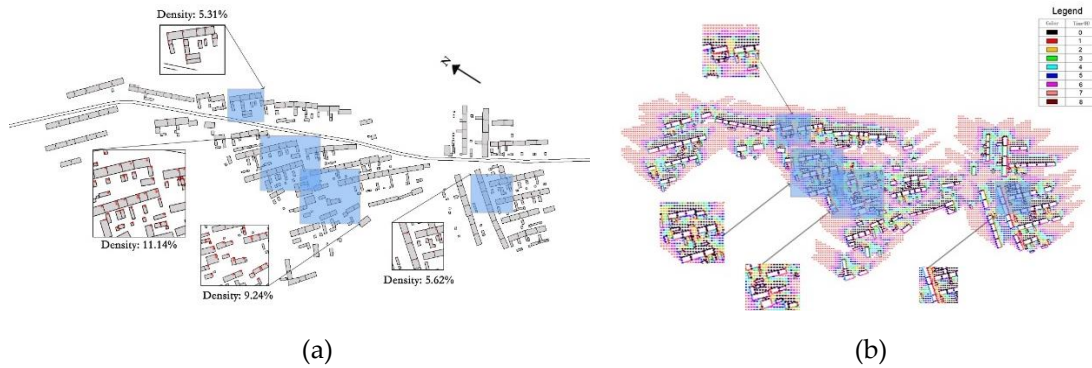 Density: 5.31%
N
Density: 11.14%
Density: 9.24%
Density: 5.62%
(a)
Legend
Color
0
1
2
3
4
5
6
7
8
(b)